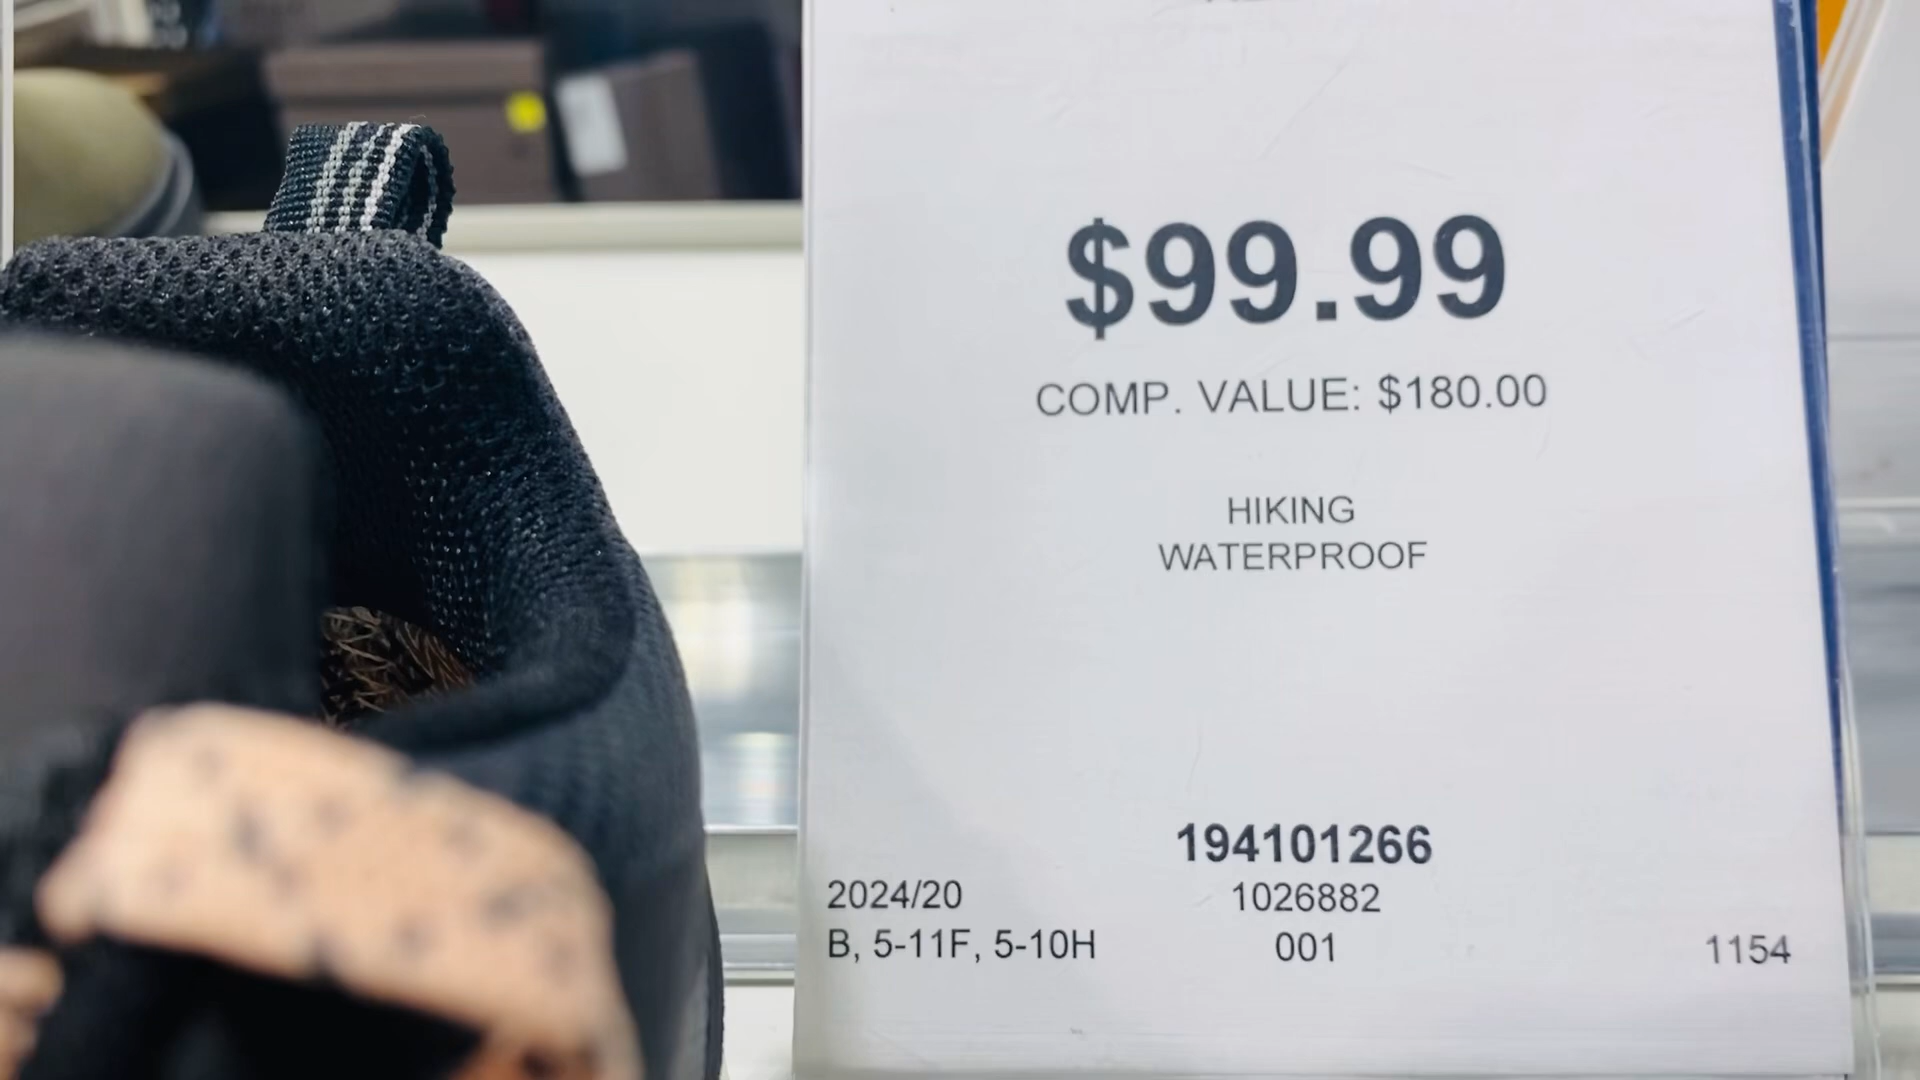 $99.99
COMP. VALUE: $180.00
HIKING
WATERPROOF
194101266
2024/20 1026882
B, 5-11F, 5-10H 001 1154